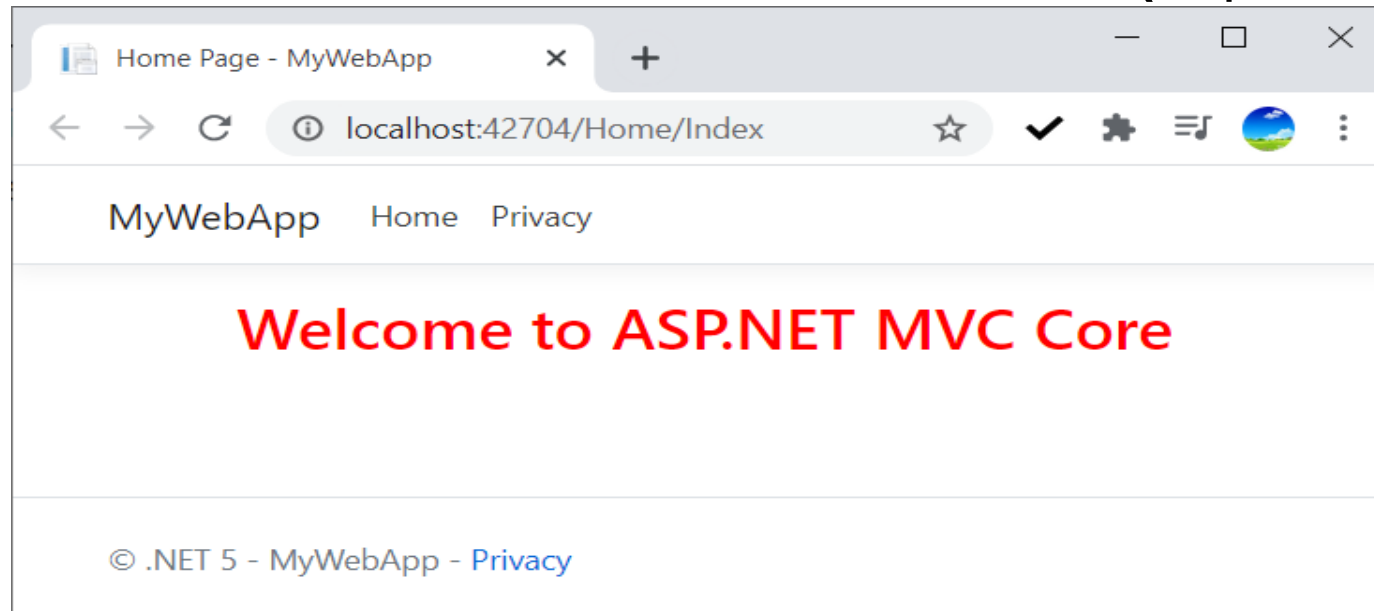 Home Page - MyWebApp
localhost:42704/Home/Index
MyWebApp Home Privacy
Welcome to ASP.NET MVC Core
© .NET 5 - MyWebApp - Privacy